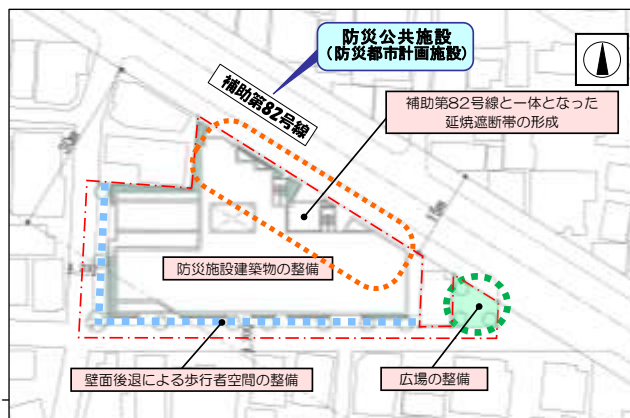 防災公共施設
（防災都市計画施設）
補助第82号線
補助第82号線と一体となった
延焼遮断帯の形成
防災施設建築物の整備
壁面後退による歩行者空間の整備
広場の整備